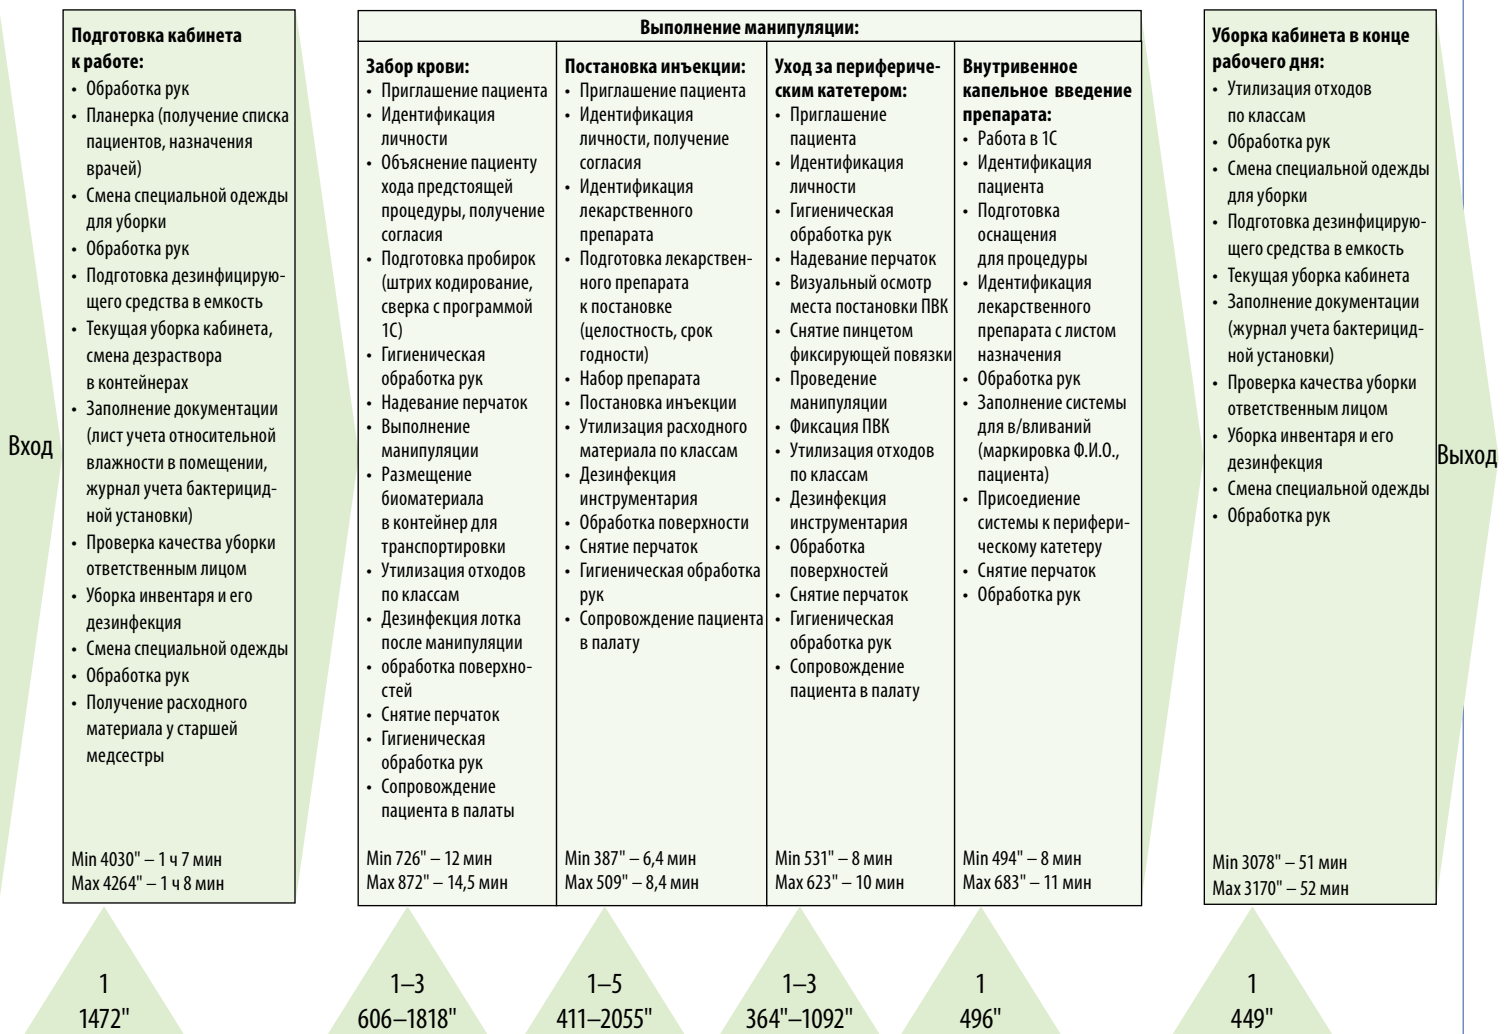 Вход
Подготовка кабинета
к работе:
• Обработка рук
• Планерка (получение списка
пациентов, назначения
врачей)
• Смена специальной одежды
для уборки
• Обработка рук
• Подготовка дезинфицирую-
щего средства в емкость
• Текущая уборка кабинета,
смена дезраствора
в контейнерах
• Заполнение документации
(лист учета относительной
влажности в помещении,
журнал учета бактерицид-
ной установки)
• Проверка качества уборки
ответственным лицом
• Уборка инвентаря и его
дезинфекция
• Смена специальной одежды
• Обработка рук
• Получение расходного
материала у старшей
медсестры
Min 4030" – 1 ч 7 мин
Max 4264" – 1 ч 8 мин
Выполнение манипуляции:
Забор крови:
• Приглашение пациента
• Идентификация
личности
• Объяснение пациенту
хода предстоящей
процедуры, получение
согласия
• Подготовка пробирок
(штрих кодирование,
сверка с программой
1С)
• Гигиеническая
обработка рук
• Надевание перчаток
• Выполнение
манипуляции
• Размещение
биоматериала
в контейнер для
транспортировки
• Утилизация отходов
по классам
• Дезинфекция лотка
после манипуляции
• обработка поверхно-
стей
• Снятие перчаток
• Гигиеническая
обработка рук
• Сопровождение
пациента в палаты
Min 726" – 12 мин
Max 872" – 14,5 мин
Постановка инъекции:
• Приглашение пациента
• Идентификация
личности, получение
согласия
• Идентификация
лекарственного
препарата
• Подготовка лекарствен-
ного препарата
к постановке
(целостность, срок
годности)
• Набор препарата
• Постановка инъекции
• Утилизация расходного
материала по классам
• Дезинфекция
инструментария
• Обработка поверхности
• Снятие перчаток
• Гигиеническая обработка
рук
• Сопровождение пациента
в палату
Min 387" – 6,4 мин
Max 509" – 8,4 мин
Уход за перифериче-
ским катетером:
• Приглашение
пациента
• Идентификация
личности
• Гигиеническая
обработка рук
• Надевание перчаток
• Визуальный осмотр
места постановки ПВК
• Снятие пинцетом
фиксирующей повязки
• Проведение
манипуляции
• Фиксация ПВК
• Утилизация отходов
по классам
• Дезинфекция
инструментария
• Обработка
поверхностей
• Снятие перчаток
• Гигиеническая
обработка рук
• Сопровождение
пациента в палату
Min 531" – 8 мин
Max 623" – 10 мин
Внутривенное
капельное введение
препарата:
• Работа в 1С
• Идентификация
пациента
• Подготовка
оснащения
для процедуры
• Идентификация
лекарственного
препарата с листом
назначения
• Обработка рук
• Заполнение системы
для в/вливаний
(маркировка Ф.И.О.,
пациента)
• Присоедиение
системы к перифери-
ческому катетеру
• Снятие перчаток
• Обработка рук
Min 494" – 8 мин
Max 683" – 11 мин
Уборка кабинета в конце
рабочего дня:
• Утилизация отходов
по классам
• Обработка рук
• Смена специальной одежды
для уборки
• Подготовка дезинфицирую-
щего средства в емкость
• Текущая уборка кабинета
• Заполнение документации
(журнал учета бактерицид-
ной установки)
• Проверка качества уборки
ответственным лицом
• Уборка инвентаря и его
дезинфекция
• Смена специальной одежды
• Обработка рук
Min 3078" – 51 мин
Max 3170" – 52 мин
Выход
1
1472"
1–3
606–1818"
1–5
411–2055"
1–3
364"–1092"
1
496"
1
449"